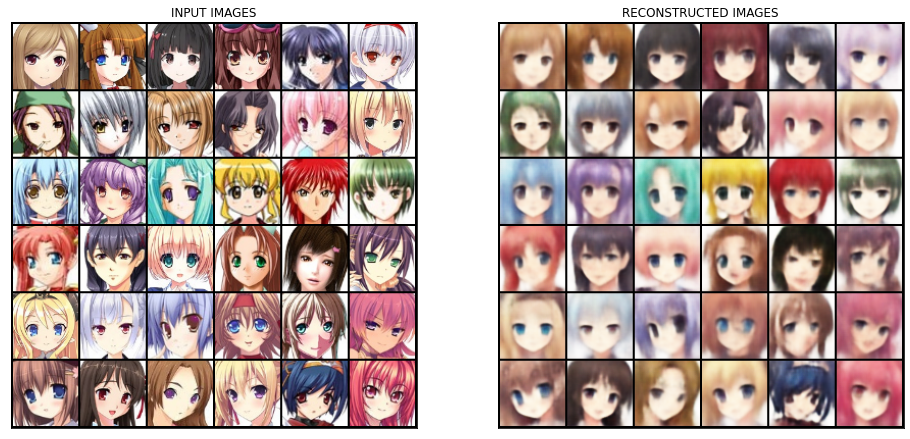 INPUT IMAGES
RECONSTRUCTED IMAGES